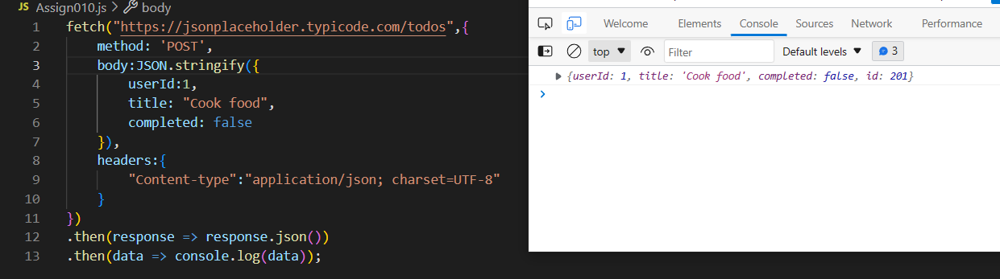 JS Assign010.js > body
1 fetch("https://jsonplaceholder.typicode.com/todos",{
2 method: 'POST',
3 body:JSON.stringify({
4 userId:1,
5 title: "Cook food",
6 completed: false
7 }),
8 headers:{
9 "Content-type":"application/json; charset=UTF-8"
10 }
11 })
12 .then(response => response.json())
13 .then(data => console.log(data));
Welcome Elements Console Sources Network Performance
top ▼ Filter Default levels ▼ 3
▶ {userId: 1, title: 'Cook food', completed: false, id: 201}
>